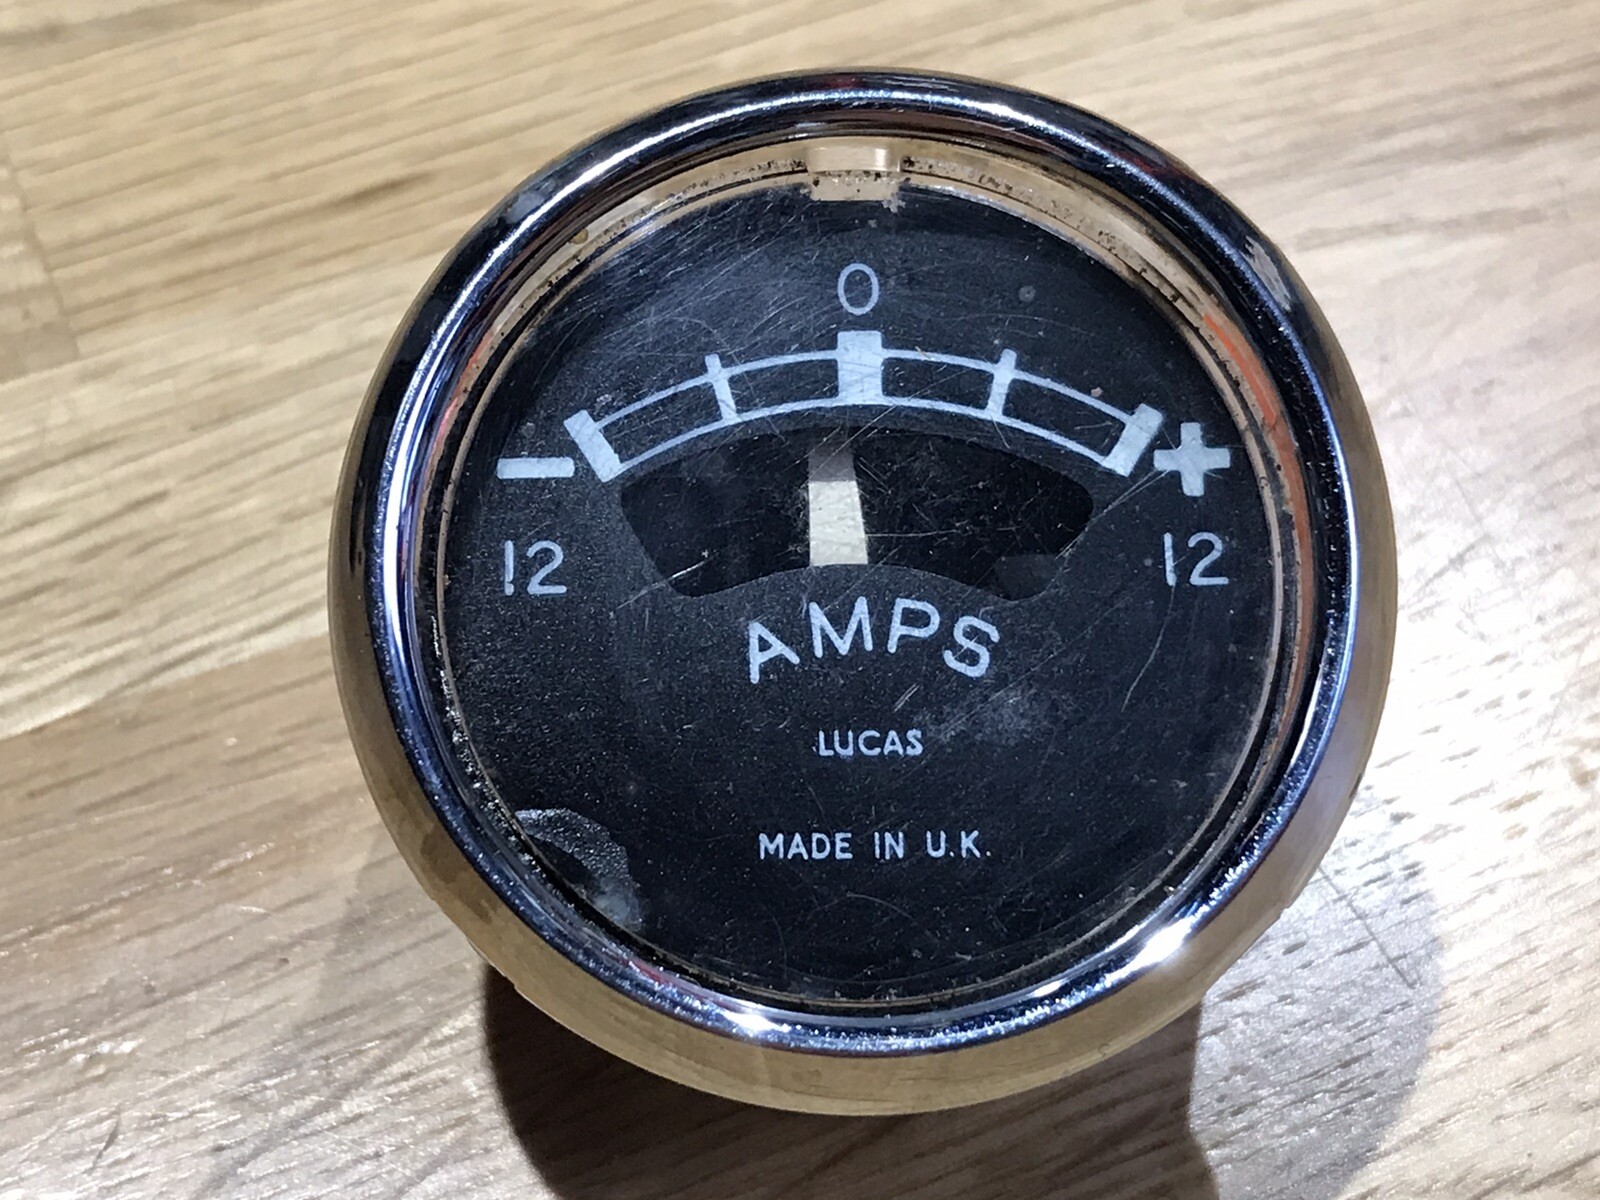 0
− +
12 12
AMPS
LUCAS
MADE IN U.K.